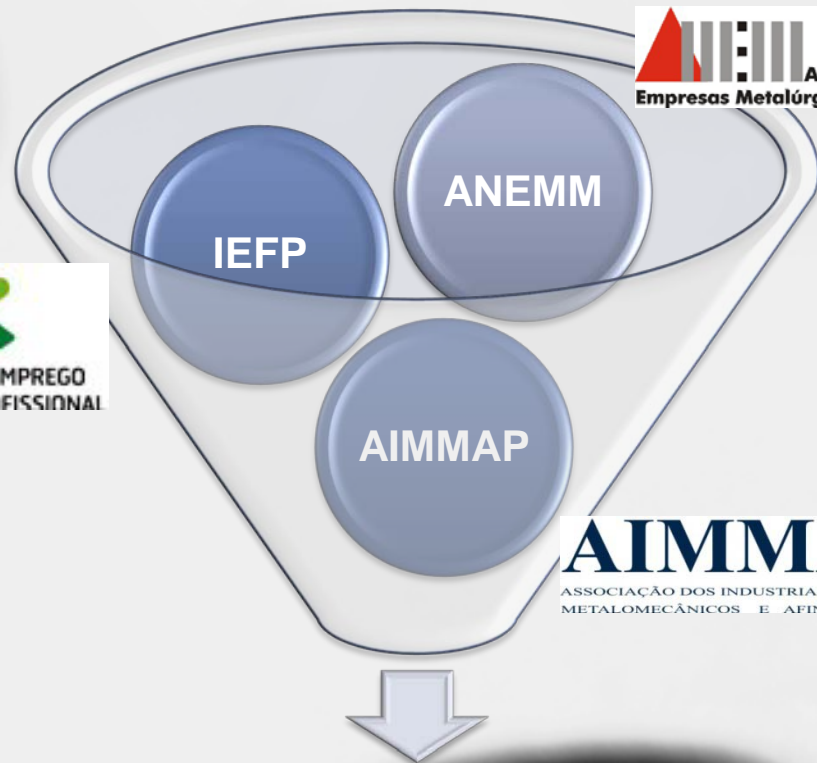 A
Empresas Metalúrg
ANEMM
IEFP
MPREGO
FISSIONAL
AIMMAP
AIMM
ASSOCIAÇÃO DOS INDUSTRIA
METALOMECÂNICOS E AFIN